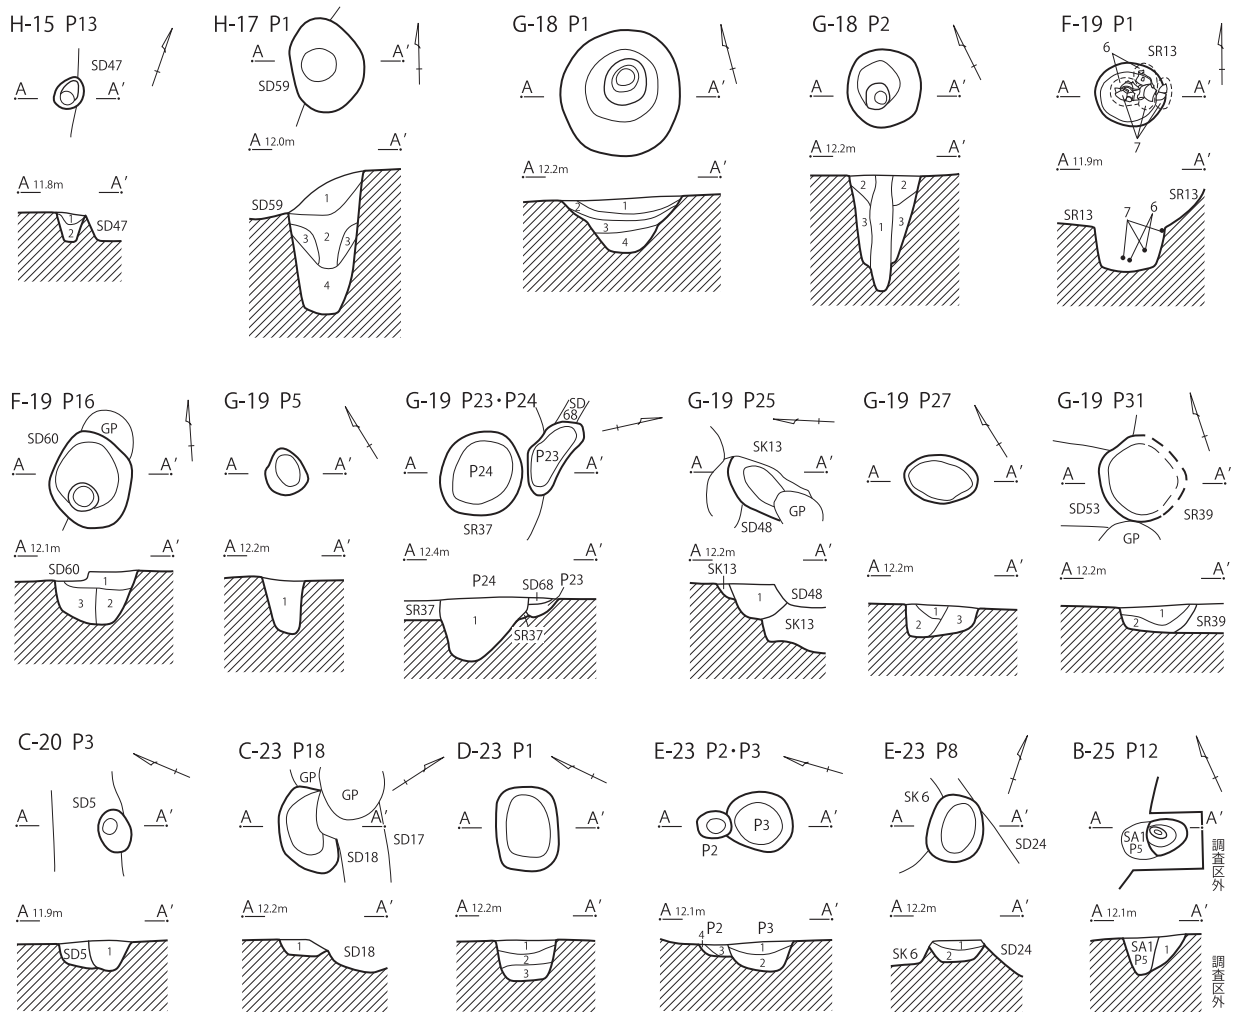 H-15 P13
SD47
A A′
A 11.8m A′
1
2
SD47
H-17 P1
A A′
SD59
A 12.0m A′
SD59
1
3 2 3
4
G-18 P1
A A′
A 12.2m A′
2 1
3
4
G-18 P2
A A′
A 12.2m A′
2 2
3 3
1
F-19 P1
6 SR13
A A′
7
A 11.9m A′
SR13
SR13
7 6
F-19 P16
GP
SD60
A A′
A 12.1m A′
SD60
1
3 2
G-19 P5
A A′
A 12.2m A′
1
G-19 P23・P24
SD
68
A P24 P23 A′
SR37
A 12.4m A′
P24 SD68 P23
SR37
1
SR37
G-19 P25
SK13
A A′
GP
SD48
A 12.2m A′
SK13
1
SD48
SK13
G-19 P27
A A′
A 12.2m A′
1
2 3
G-19 P31
A A′
SD53
SR39
GP
A 12.2m A′
1
2
SR39
C-20 P3
SD5
A A′
A 11.9m A′
SD5 1
C-23 P18
GP
GP
A A′
SD17
SD18
A 12.2m A′
1
SD18
D-23 P1
A A′
A 12.2m A′
1
2
3
E-23 P2・P3
A P3 A′
P2
A 12.1m A′
P2 P3
4
3 1
2
E-23 P8
SK6
A A′
SD24
A 12.2m A′
1
SK6 2 SD24
B-25 P12
A A′
SA1
P5
調査区外
A 12.1m A′
SA1
P5
1
調査区外